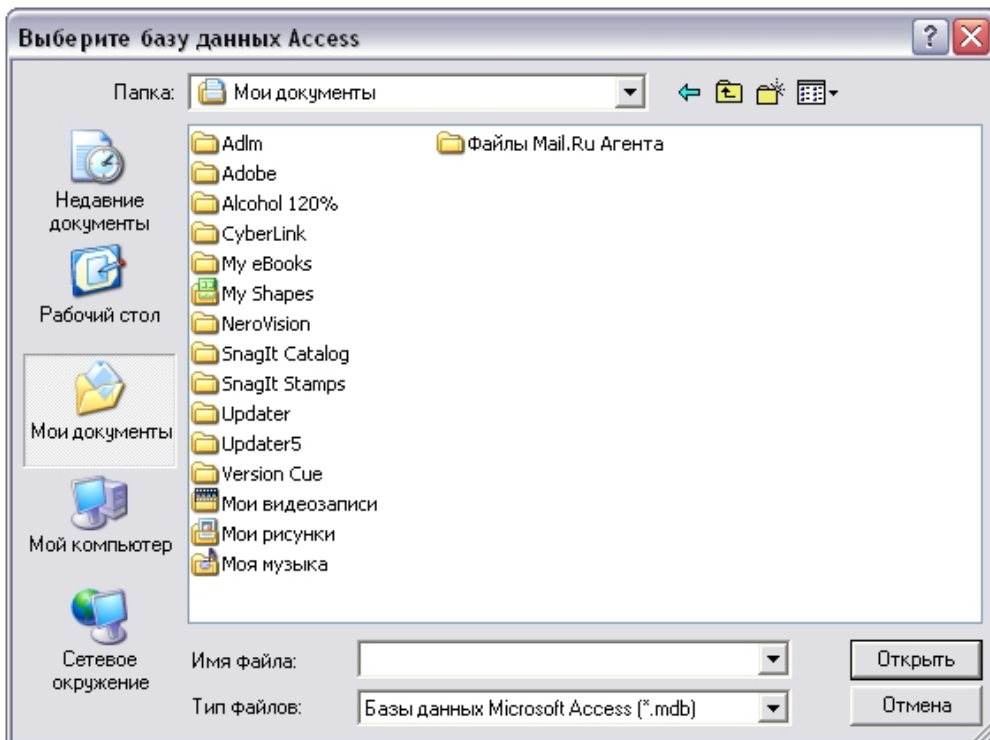 Выберите базу данных Access
Папка: Мои документы
Недавние
документы
Рабочий стол
Мои документы
Мой компьютер
Сетевое
окружение
Adlm
Adobe
Alcohol 120%
CyberLink
My eBooks
My Shapes
NeroVision
SnagIt Catalog
SnagIt Stamps
Updater
Updater5
Version Cue
Мои видеозаписи
Мои рисунки
Моя музыка
Файлы Mail.Ru Агента
Имя файла:
Открыть
Тип файлов: Базы данных Microsoft Access (*.mdb)
Отмена